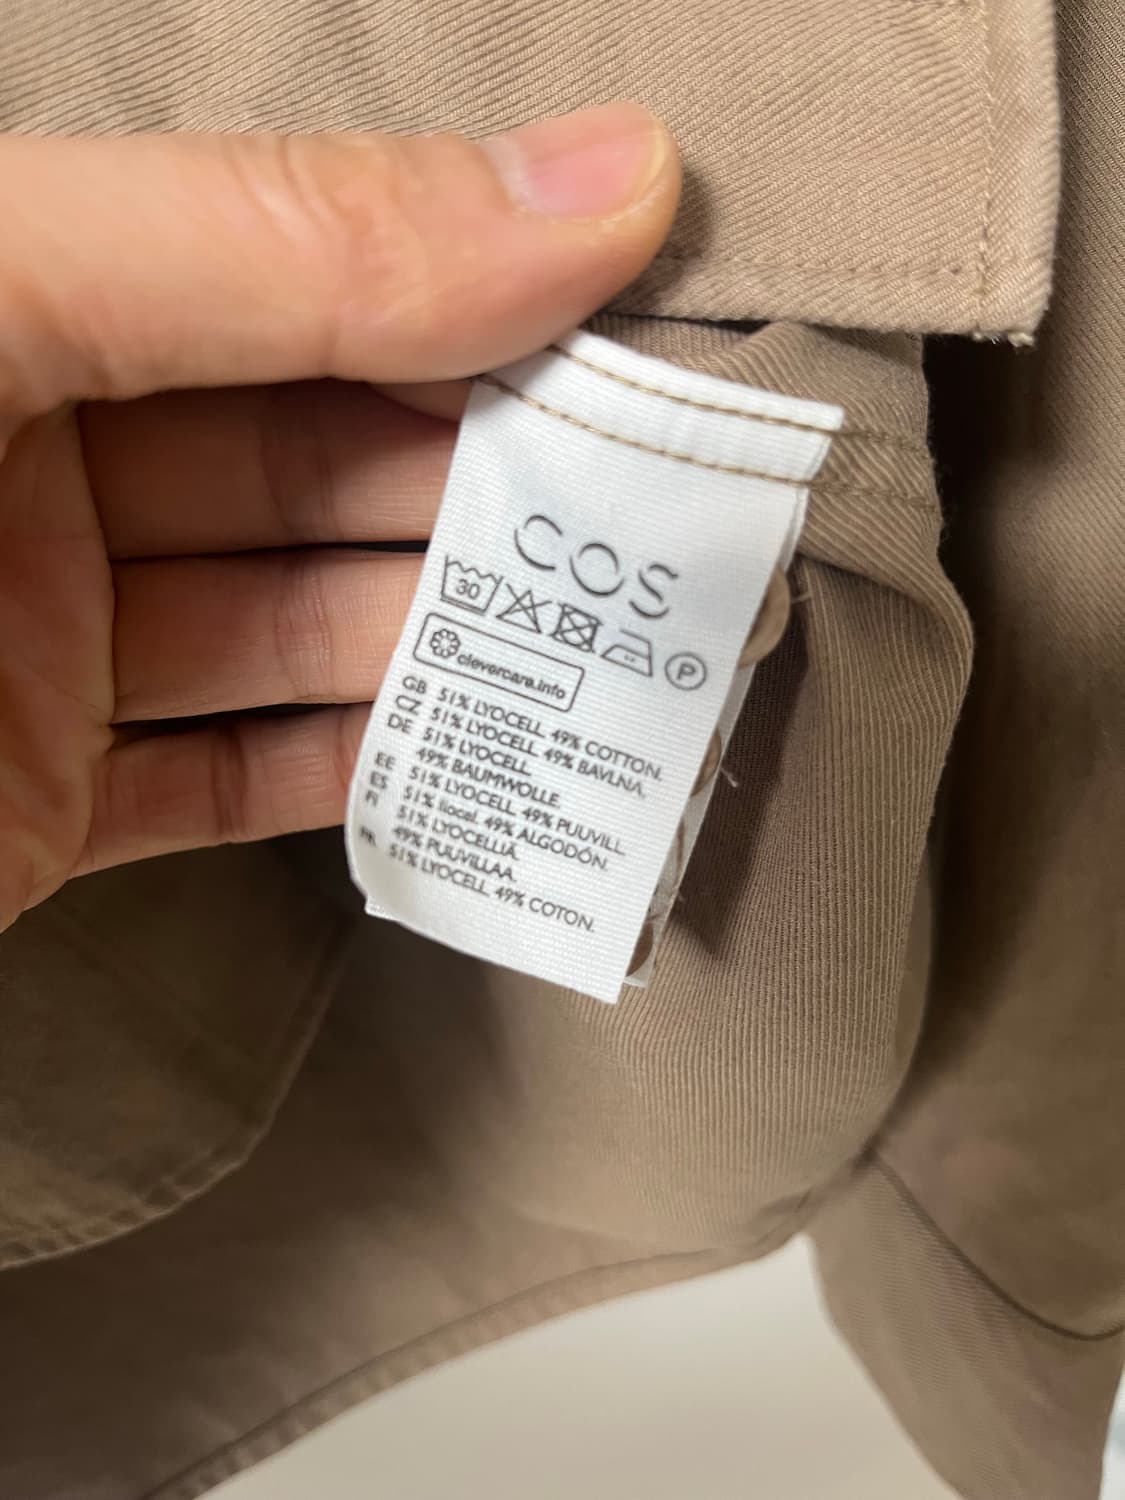 COS
30 P
clevercare.info
GB 51% LYOCELL, 49% COTTON.
CZ 51% LYOCELL, 49% BAVLNA.
DE 51% LYOCELL,
49% BAUMWOLLE.
EE 51% LYOCELL, 49% PUUVILL.
ES 51% liocel, 49% ALGODÓN.
FI 51% LYOCELLIÄ,
49% PUUVILLAA.
FR 51% LYOCELL, 49% COTON.